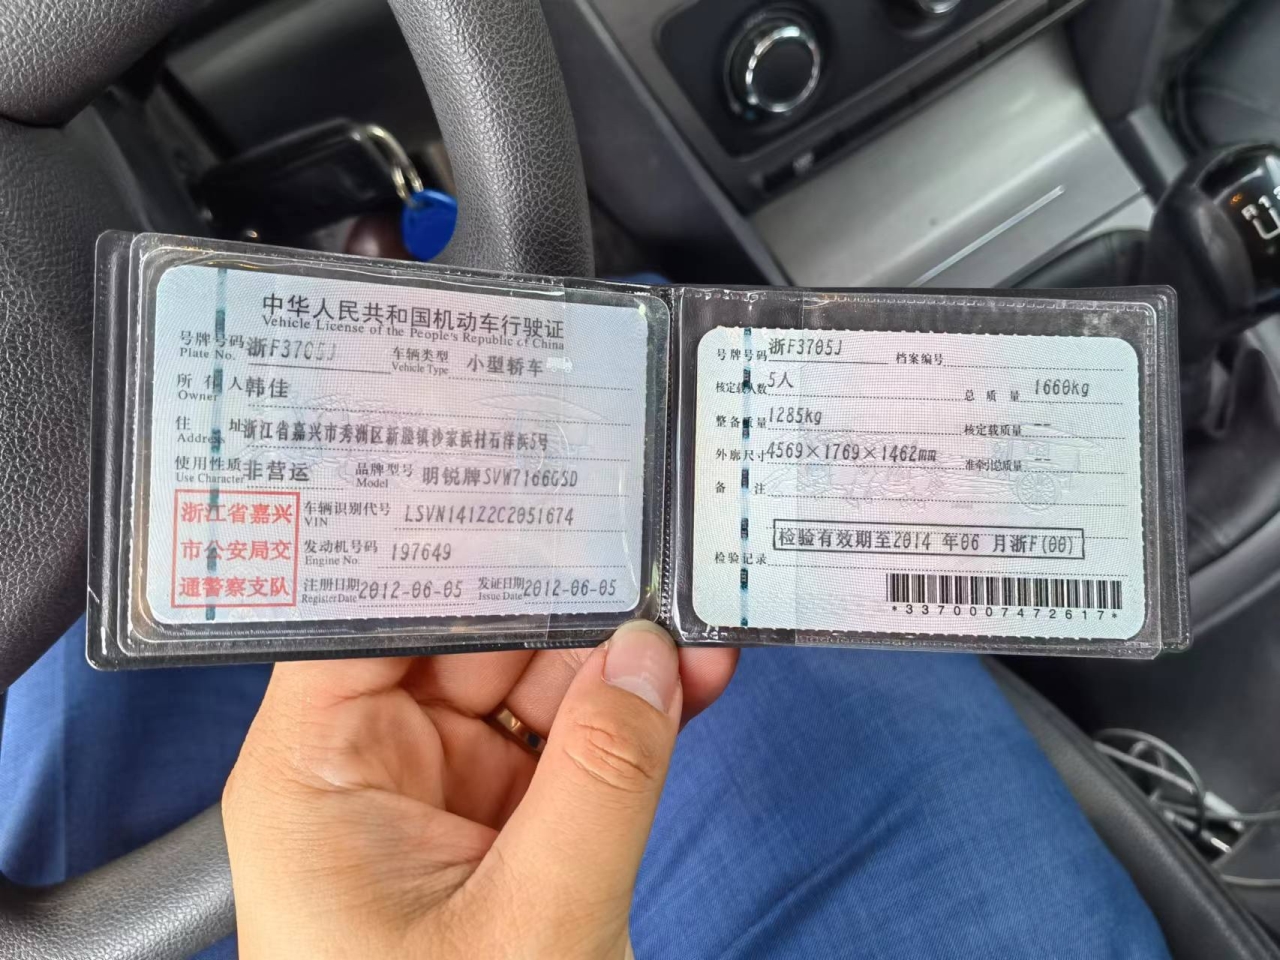 中华人民共和国机动车行驶证
Vehicle License of the People's Republic of China
号牌号码 浙F3705J 车辆类型 小型轿车
Plate No. Vehicle Type
所有人 韩佳
Owner
住址 浙江省嘉兴市秀洲区新塍镇沙家浜村石洋浜5号
Address
使用性质 非营运 品牌型号 明锐牌SVW7166GSD
Use Character Model
浙江省嘉兴
市公安局交
通警察支队
车辆识别代号 LSVN141Z2C2051674
VIN
发动机号码 197649
Engine No.
注册日期 2012-06-05 发证日期 2012-06-05
Register Date Issue Date
号牌号码 浙F3705J 档案编号
核定载人数 5人 总质量 1660kg
整备质量 1285kg 核定载质量 --
外廓尺寸 4569×1769×1462mm 准牵引总质量 --
备注
检验有效期至2014 年06 月浙F(00)
检验记录
*3370007472617*